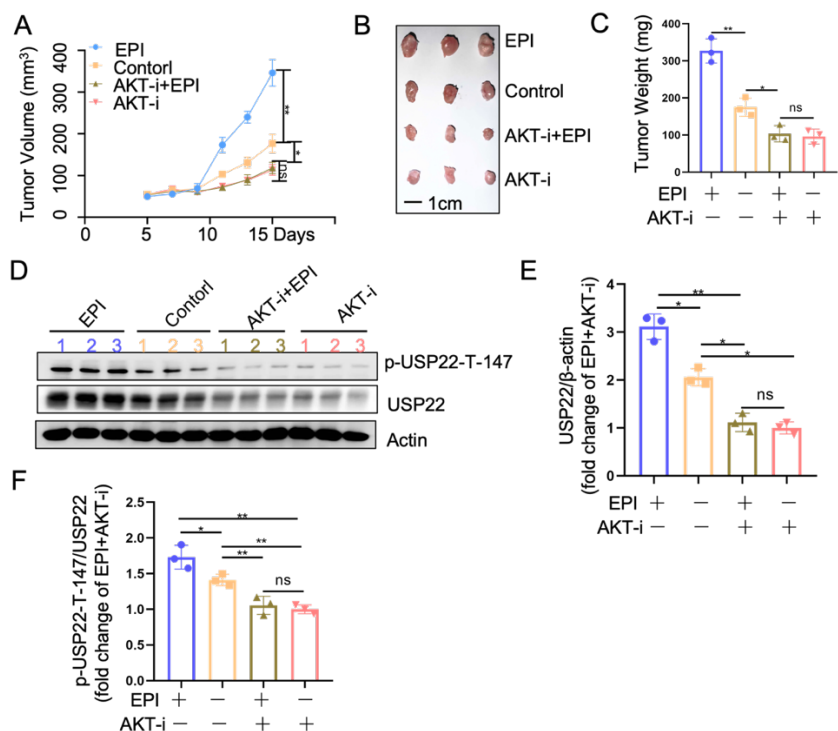 A
EPI
Contorl
AKT-i+EPI
AKT-i
Tumor Volume (mm³)
400
300
200
100
0
0 5 10 15 Days
**
*
ns
B
EPI
Control
AKT-i+EPI
AKT-i
1cm
C
Tumor Weight (mg)
400
300
200
100
0
**
*
ns
EPI + − + −
AKT-i − − + +
D
EPI Contorl AKT-i+EPI AKT-i
1 2 3 1 2 3 1 2 3 1 2 3
p-USP22-T-147
USP22
Actin
E
USP22/β-actin
(fold change of EPI+AKT-i)
4
3
2
1
0
**
*
*
*
ns
EPI + − + −
AKT-i − − + +
F
p-USP22-T-147/USP22
(fold change of EPI+AKT-i)
2.5
2.0
1.5
1.0
0.5
0.0
**
*
**
**
ns
EPI + − + −
AKT-i − − + +